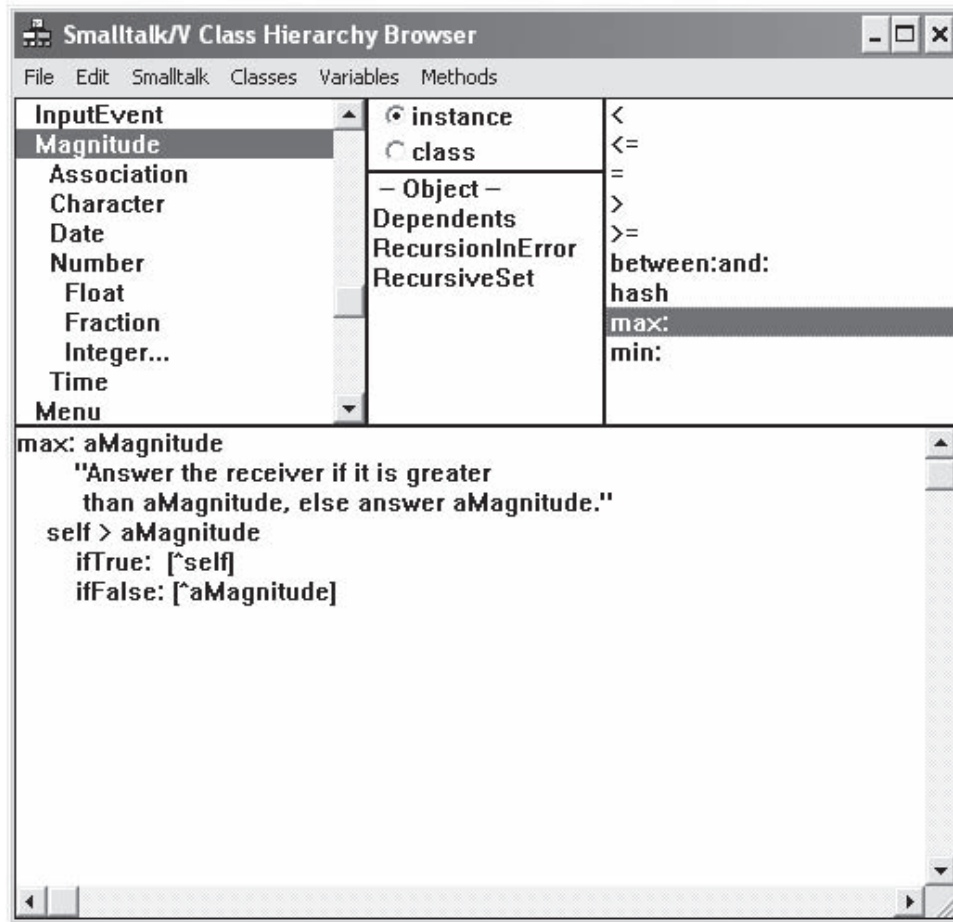 Smalltalk/V Class Hierarchy Browser
File Edit Smalltalk Classes Variables Methods
InputEvent
Magnitude
Association
Character
Date
Number
Float
Fraction
Integer...
Time
Menu
instance
class
– Object –
Dependents
RecursionInError
RecursiveSet
<
<=
=
>
>=
between:and:
hash
max:
min:
max: aMagnitude
"Answer the receiver if it is greater
than aMagnitude, else answer aMagnitude."
self > aMagnitude
ifTrue: [^self]
ifFalse: [^aMagnitude]